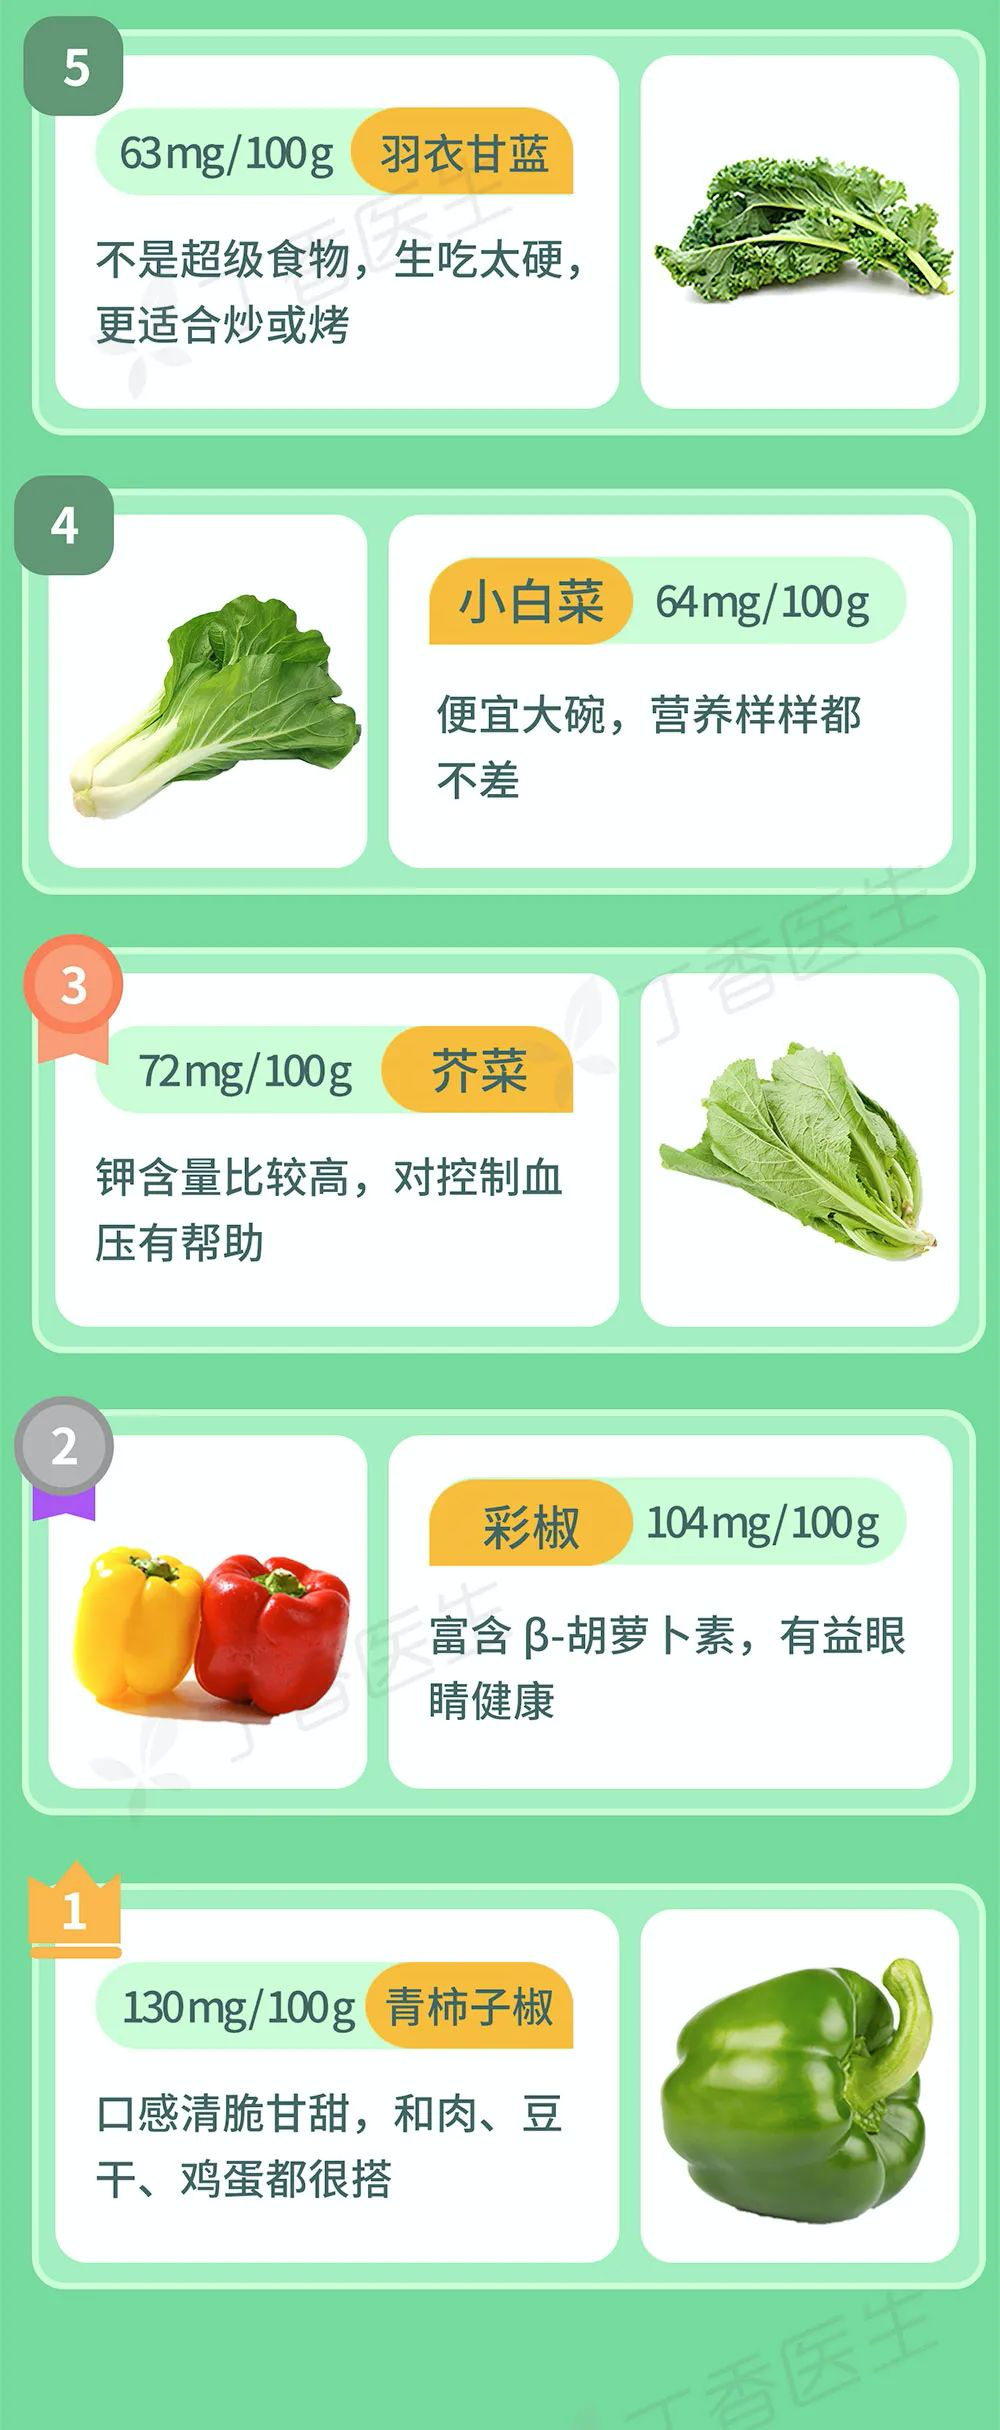 5
63mg/100g 羽衣甘蓝
不是超级食物，生吃太硬，
更适合炒或烤
4
小白菜 64mg/100g
便宜大碗，营养样样都
不差
3
72mg/100g 芥菜
钾含量比较高，对控制血
压有帮助
2
彩椒 104mg/100g
富含 β-胡萝卜素，有益眼
睛健康
1
130mg/100g 青柿子椒
口感清脆甘甜，和肉、豆
干、鸡蛋都很搭
丁香医生
丁香医生
丁香医生
丁香医生